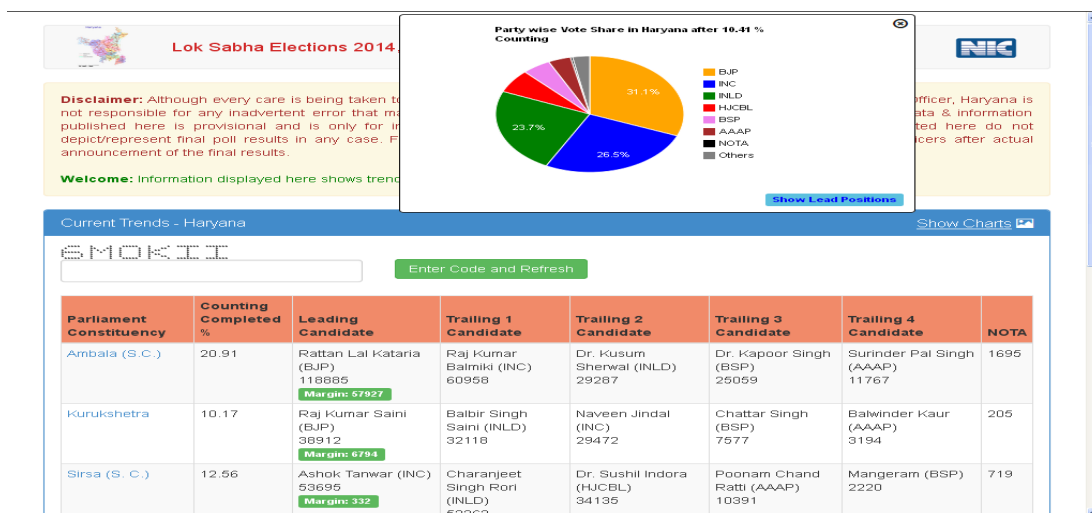 Lok Sabha Elections 2014,
Party wise Vote Share in Haryana after 10.41 %
Counting
31.1%
23.7%
26.5%
BJP
INC
INLD
HJCBL
BSP
AAAP
NOTA
Others
Show Lead Positions
NIC
Disclaimer: Although every care is being taken to
fficer, Haryana is
not responsible for any inadvertent error that ma
ata & information
published here is provisional and is only for in
ted here do not
depict/represent final poll results in any case. F
icers after actual
announcement of the final results.
Welcome: Information displayed here shows trend
Current Trends - Haryana
Show Charts
6MOKII
Enter Code and Refresh
Parliament Constituency
Counting Completed %
Leading Candidate
Trailing 1 Candidate
Trailing 2 Candidate
Trailing 3 Candidate
Trailing 4 Candidate
NOTA
Ambala (S.C.)
20.91
Rattan Lal Kataria
(BJP)
118885
Margin: 57927
Raj Kumar
Balmiki (INC)
60958
Dr. Kusum
Sherwal (INLD)
29287
Dr. Kapoor Singh
(BSP)
25059
Surinder Pal Singh
(AAAP)
11767
1695
Kurukshetra
10.17
Raj Kumar Saini
(BJP)
38912
Margin: 6794
Balbir Singh
Saini (INLD)
32118
Naveen Jindal
(INC)
29472
Chattar Singh
(BSP)
7577
Balwinder Kaur
(AAAP)
3194
205
Sirsa (S. C.)
12.56
Ashok Tanwar (INC)
53695
Margin: 332
Charanjeet
Singh Rori
(INLD)
Dr. Sushil Indora
(HJCBL)
34135
Poonam Chand
Ratti (AAAP)
10391
Mangeram (BSP)
2220
719